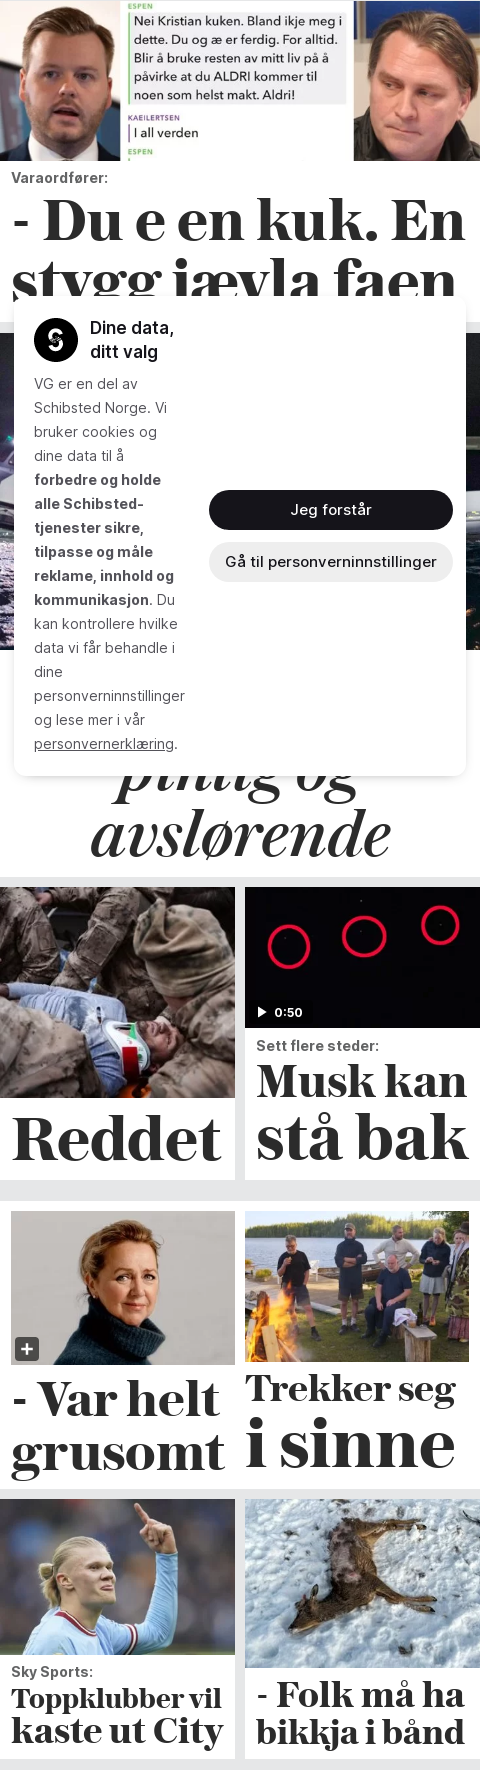 ESPEN
Nei Kristian kuken. Bland ikje meg i
dette. Du og æ er ferdig. For alltid.
Blir å bruke resten av mitt liv på å
påvirke at du ALDRI kommer til
noen som helst makt. Aldri!
KAEILERTSEN
I all verden
ESPEN
Varaordfører:
- Du e en kuk. En
stygg jævla faen
Dine data,
ditt valg
VG er en del av
Schibsted Norge. Vi
bruker cookies og
dine data til å
forbedre og holde
alle Schibsted-
tjenester sikre,
tilpasse og måle
reklame, innhold og
kommunikasjon. Du
kan kontrollere hvilke
data vi får behandle i
dine
personverninnstillinger
og lese mer i vår
personvernerklæring.
Jeg forstår
Gå til personverninnstillinger
pinlig og
avslørende
Reddet
0:50
Sett flere steder:
Musk kan
stå bak
- Var helt
grusomt
Trekker seg
i sinne
Sky Sports:
Toppklubber vil
kaste ut City
- Folk må ha
bikkja i bånd